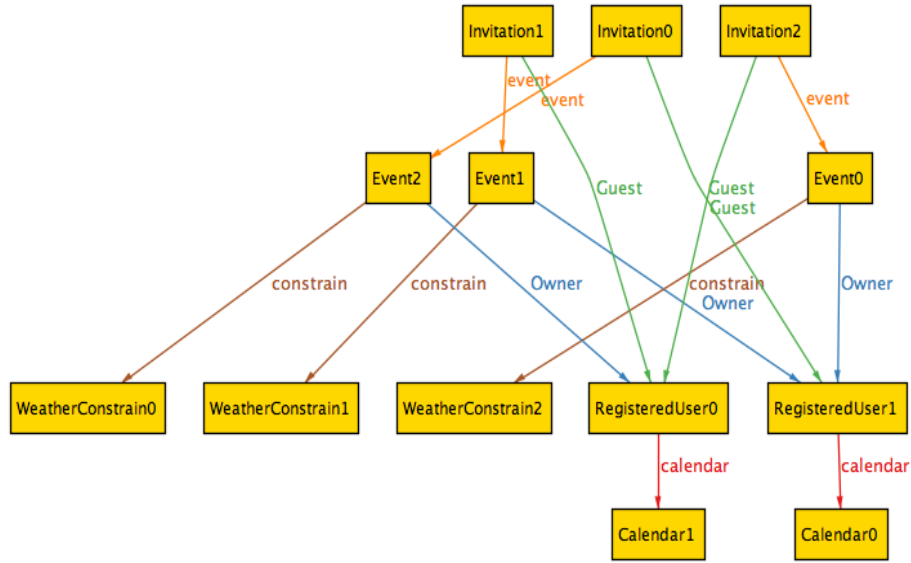 Invitation1
Invitation0
Invitation2
event
event
event
Event2
Event1
Event0
Guest
Guest
Guest
constrain
constrain
Owner
constrain
Owner
Owner
WeatherConstrain0
WeatherConstrain1
WeatherConstrain2
RegisteredUser0
RegisteredUser1
calendar
calendar
Calendar1
Calendar0